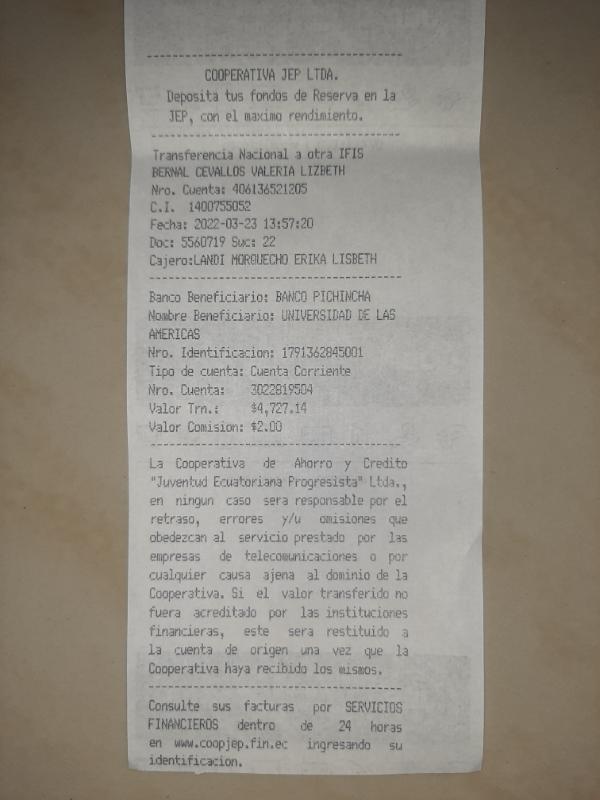 COOPERATIVA JEP LTDA.
Deposita tus fondos de Reserva en la
JEP, con el maximo rendimiento.
Transferencia Nacional a otra IFIS
BERNAL CEVALLOS VALERIA LIZBETH
Nro. Cuenta: 406136521205
C.I. 1400755052
Fecha: 2022-03-23 13:57:20
Doc: 5560719 Suc: 22
Cajero:LANDI MOROUECHO ERIKA LISBETH
Banco Beneficiario: BANCO PICHINCHA
Nombre Beneficiario: UNIVERSIDAD DE LAS
AMERICAS
Nro. Identificacion: 1791362845001
Tipo de cuenta: Cuenta Corriente
Nro. Cuenta: 3022819504
Valor Trn.: $4,727.14
Valor Comision: $2.00
La Cooperativa de Ahorro y Credito
"Juventud Ecuatoriana Progresista" Ltda.,
en ningun caso sera responsable por el
retraso, errores y/u omisiones que
obedezcan al servicio prestado por las
empresas de telecomunicaciones o por
cualquier causa ajena al dominio de la
Cooperativa. Si el valor transferido no
fuera acreditado por las instituciones
financieras, este sera restituido a
la cuenta de origen una vez que la
Cooperativa haya recibido los mismos.
Consulte sus facturas por SERVICIOS
FINANCIEROS dentro de 24 horas
en www.coopjep.fin.ec ingresando su
identificacion.